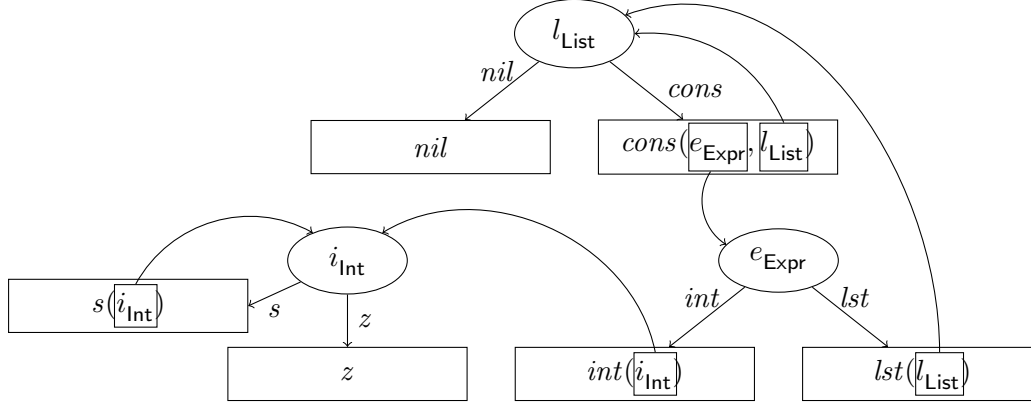 l_List
nil
cons
nil
cons(e_Expr, l_List)
i_Int
e_Expr
s(i_Int)
s
z
int
lst
z
int(i_Int)
lst(l_List)